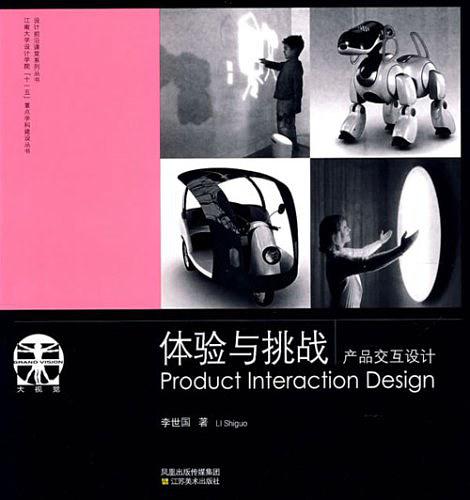 设计前沿课堂系列丛书
江南大学设计学院"十一五"重点学科建设丛书
GRAND VISION
大视觉
体验与挑战
产品交互设计
Product Interaction Design
李世国 著 LI Shiguo
凤凰出版传媒集团
江苏美术出版社